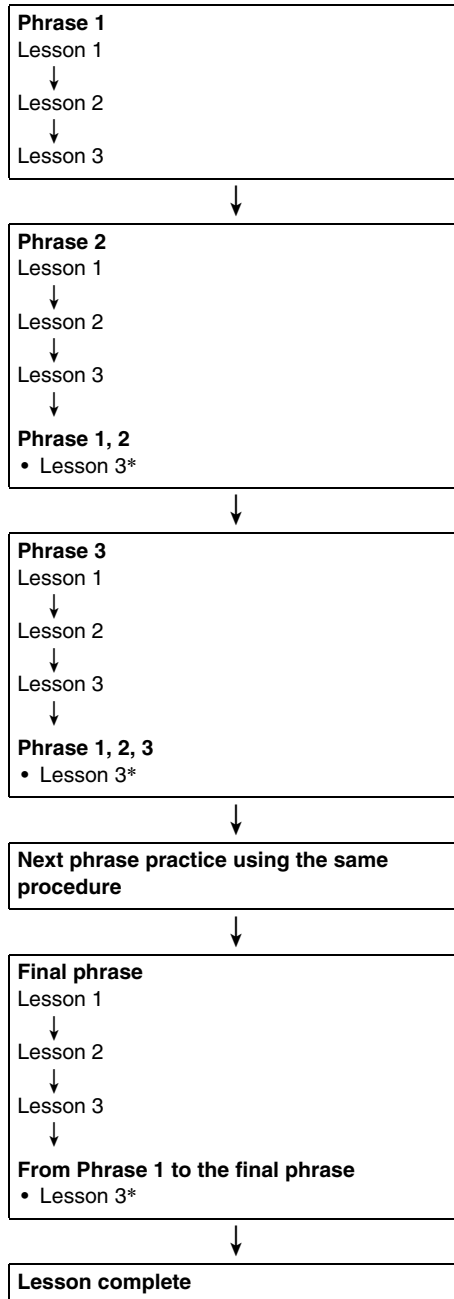 Phrase 1
Lesson 1
Lesson 2
Lesson 3
Phrase 2
Lesson 1
Lesson 2
Lesson 3
Phrase 1, 2
• Lesson 3*
Phrase 3
Lesson 1
Lesson 2
Lesson 3
Phrase 1, 2, 3
• Lesson 3*
Next phrase practice using the same
procedure
Final phrase
Lesson 1
Lesson 2
Lesson 3
From Phrase 1 to the final phrase
• Lesson 3*
Lesson complete